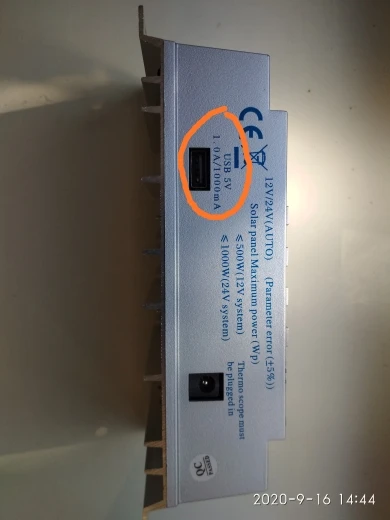 CE
12V/24V(AUTO) (Parameter error (±5%))
Solar panel Maximum power (Wp)
≤500W(12V system)
≤1000W(24V system)
USB 5V
1.0A/1000mA
Thermo scope must
be plugged in
QC
2020-9-16 14:44